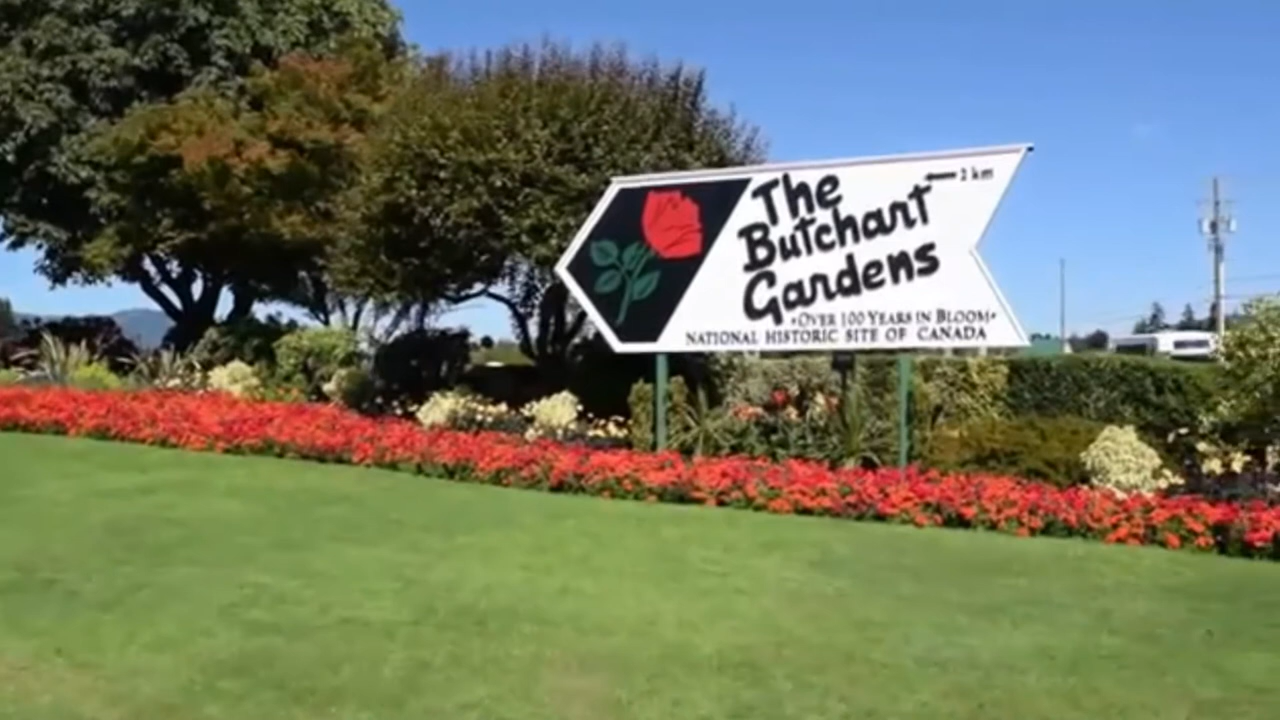 The
Butchart
Gardens
2 km
•OVER 100 YEARS IN BLOOM•
NATIONAL HISTORIC SITE OF CANADA